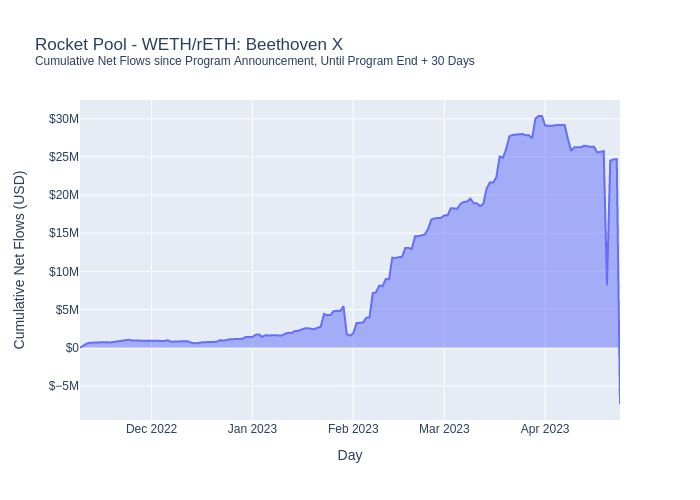 Rocket Pool - WETH/rETH: Beethoven X
Cumulative Net Flows since Program Announcement, Until Program End + 30 Days
Cumulative Net Flows (USD)
$30M
$25M
$20M
$15M
$10M
$5M
$0
$−5M
Dec 2022
Jan 2023
Feb 2023
Mar 2023
Apr 2023
Day